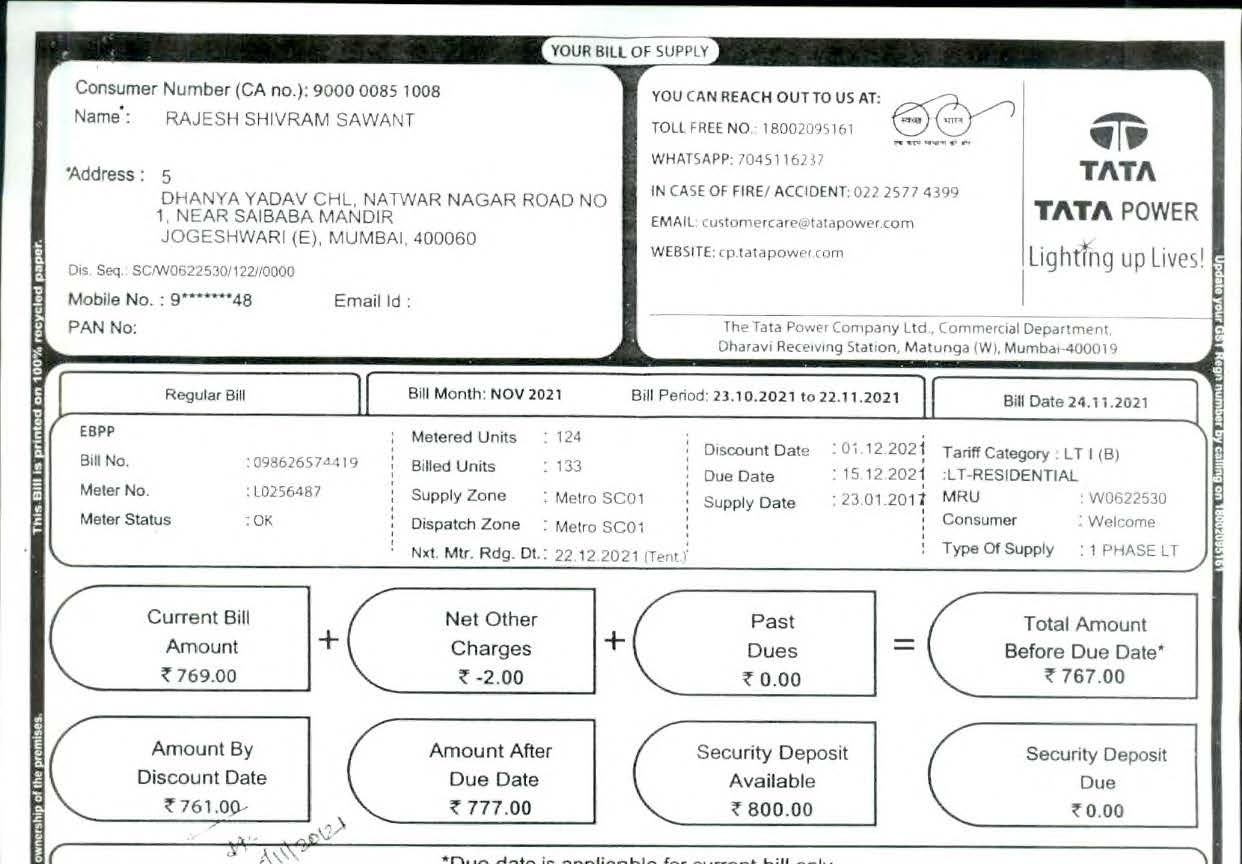 YOUR BILL OF SUPPLY
Consumer Number (CA no.): 9000 0085 1008
Name*: RAJESH SHIVRAM SAWANT
*Address : 5
DHANYA YADAV CHL, NATWAR NAGAR ROAD NO
1, NEAR SAIBABA MANDIR
JOGESHWARI (E), MUMBAI, 400060
Dis. Seq.: SC/W0622530/122//0000
Mobile No. : 9*******48 Email Id :
PAN No:
YOU CAN REACH OUT TO US AT:
TOLL FREE NO.: 18002095161
WHATSAPP: 7045116237
IN CASE OF FIRE/ ACCIDENT: 022 2577 4399
EMAIL: customercare@tatapower.com
WEBSITE: cp.tatapower.com
स्वच्छ भारत
एक कदम स्वच्छता की ओर
TATA
TATA POWER
Lighting up Lives!
The Tata Power Company Ltd., Commercial Department,
Dharavi Receiving Station, Matunga (W), Mumbai-400019
This Bill is printed on 100% recycled paper.
Update your GST Regn number by calling on 18002095161
Regular Bill
Bill Month: NOV 2021 Bill Period: 23.10.2021 to 22.11.2021
Bill Date 24.11.2021
EBPP
Bill No. : 098626574419
Meter No. : L0256487
Meter Status : OK
Metered Units : 124
Billed Units : 133
Supply Zone : Metro SC01
Dispatch Zone : Metro SC01
Nxt. Mtr. Rdg. Dt.: 22.12.2021 (Tent.)
Discount Date : 01.12.2021
Due Date : 15.12.2021
Supply Date : 23.01.2017
Tariff Category : LT I (B)
:LT-RESIDENTIAL
MRU : W0622530
Consumer : Welcome
Type Of Supply : 1 PHASE LT
Current Bill
Amount
₹ 769.00
+
Net Other
Charges
₹ -2.00
+
Past
Dues
₹ 0.00
=
Total Amount
Before Due Date*
₹ 767.00
Amount By
Discount Date
₹ 761.00
Amount After
Due Date
₹ 777.00
Security Deposit
Available
₹ 800.00
Security Deposit
Due
₹ 0.00
ownership of the premises.
*Due date is applicable for current bill only